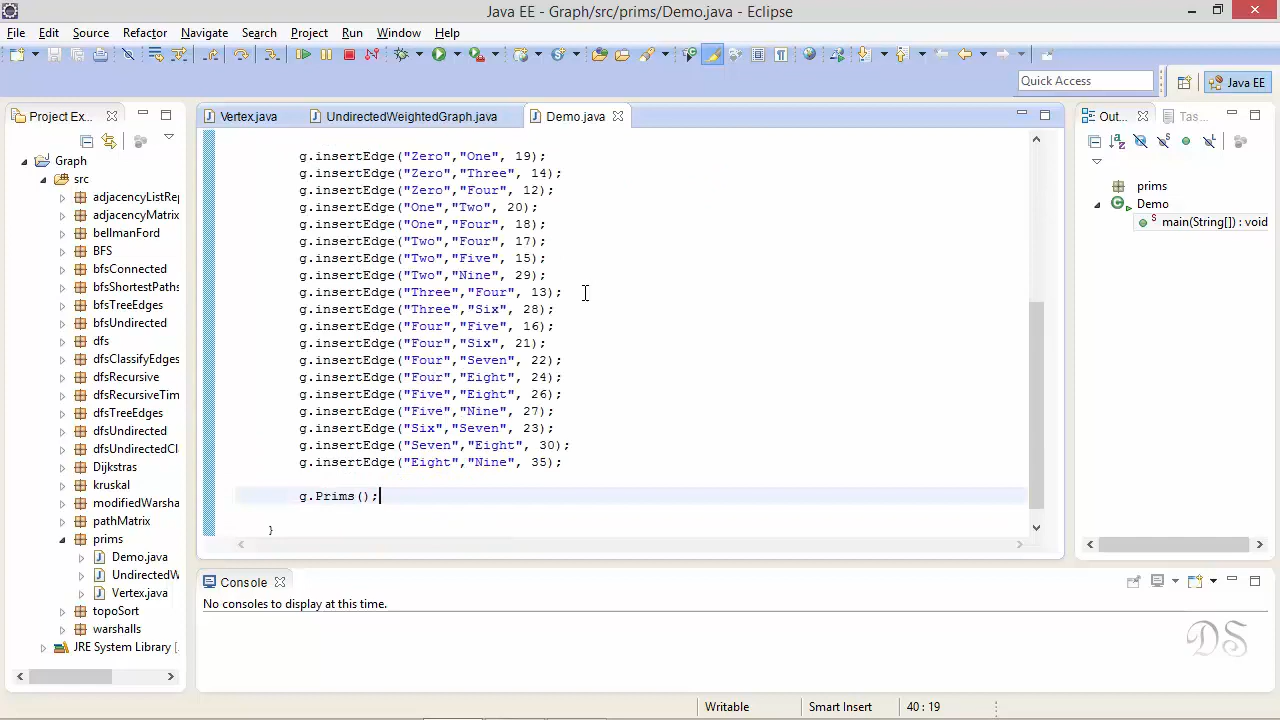 Java EE - Graph/src/prims/Demo.java - Eclipse
File Edit Source Refactor Navigate Search Project Run Window Help
Quick Access
Java EE
Project Ex...
Vertex.java
UndirectedWeightedGraph.java
Demo.java
Out...
Tas...
Graph
src
adjacencyListRep
adjacencyMatrix
bellmanFord
BFS
bfsConnected
bfsShortestPaths
bfsTreeEdges
bfsUndirected
dfs
dfsClassifyEdges
dfsRecursive
dfsRecursiveTim
dfsTreeEdges
dfsUndirected
dfsUndirectedCl
Dijkstras
kruskal
modifiedWarsha
pathMatrix
prims
Demo.java
UndirectedW
Vertex.java
topoSort
warshalls
JRE System Library [
g.insertEdge("Zero","One", 19);
g.insertEdge("Zero","Three", 14);
g.insertEdge("Zero","Four", 12);
g.insertEdge("One","Two", 20);
g.insertEdge("One","Four", 18);
g.insertEdge("Two","Four", 17);
g.insertEdge("Two","Five", 15);
g.insertEdge("Two","Nine", 29);
g.insertEdge("Three","Four", 13);
g.insertEdge("Three","Six", 28);
g.insertEdge("Four","Five", 16);
g.insertEdge("Four","Six", 21);
g.insertEdge("Four","Seven", 22);
g.insertEdge("Four","Eight", 24);
g.insertEdge("Five","Eight", 26);
g.insertEdge("Five","Nine", 27);
g.insertEdge("Six","Seven", 23);
g.insertEdge("Seven","Eight", 30);
g.insertEdge("Eight","Nine", 35);
g.Prims();
}
prims
Demo
main(String[]) : void
Console
No consoles to display at this time.
DS
Writable
Smart Insert
40 : 19